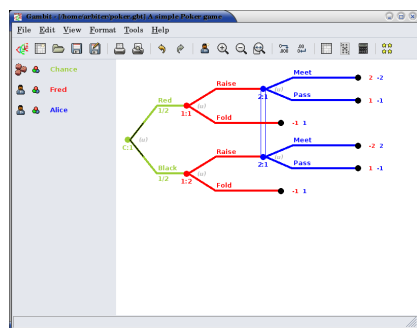 Gambit - [/home/arbiter/poker.gbt] A simple Poker game
File Edit View Format Tools Help
Chance
Fred
Alice
Meet
2 -2
Raise
2:1
Pass
1 -1
Red
1/2
1:1
(u)
Fold
-1 1
C:1
(u)
Meet
-2 2
Raise
2:1
Pass
1 -1
Black
1/2
1:2
(u)
Fold
-1 1